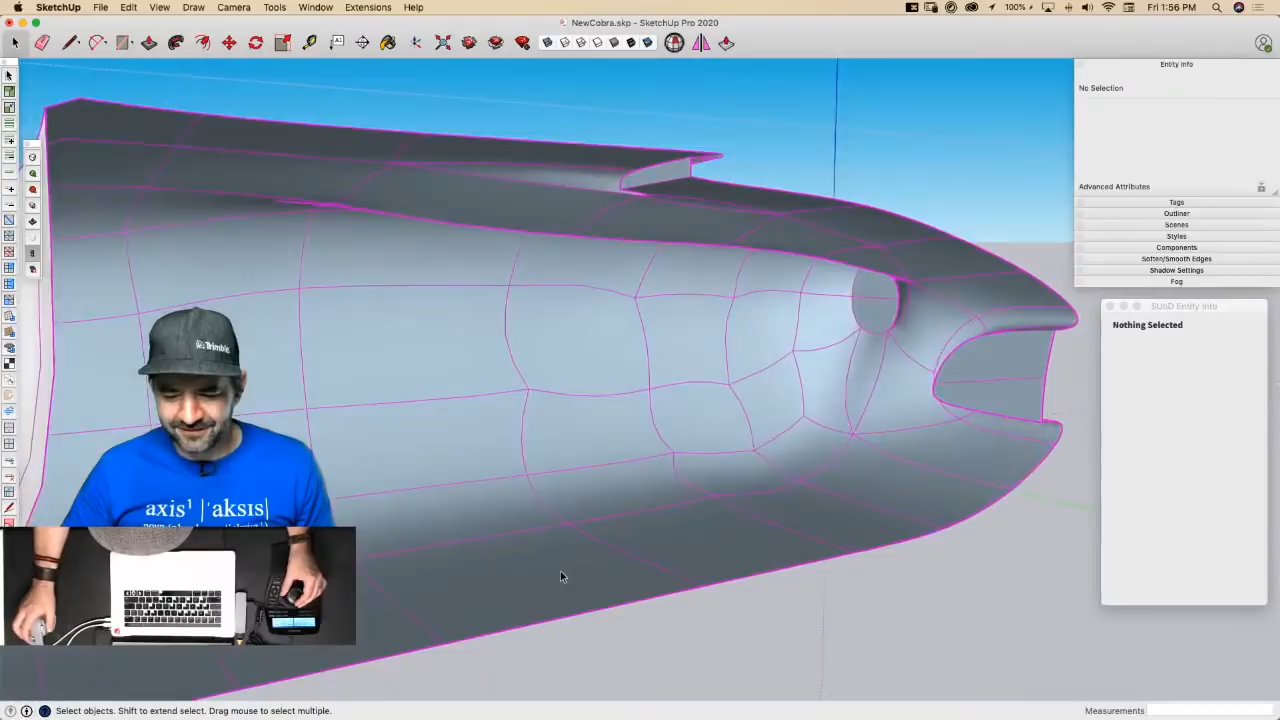 SketchUp File Edit View Draw Camera Tools Window Extensions Help
100% Fri 1:56 PM
NewCobra.skp - SketchUp Pro 2020
Entity Info
No Selection
Advanced Attributes
Tags
Outliner
Scenes
Styles
Components
Soften/Smooth Edges
Shadow Settings
Fog
SUbD Entity Info
Nothing Selected
Trimble
axis¹ |ˈaksɪs|
Select objects. Shift to extend select. Drag mouse to select multiple.
Measurements